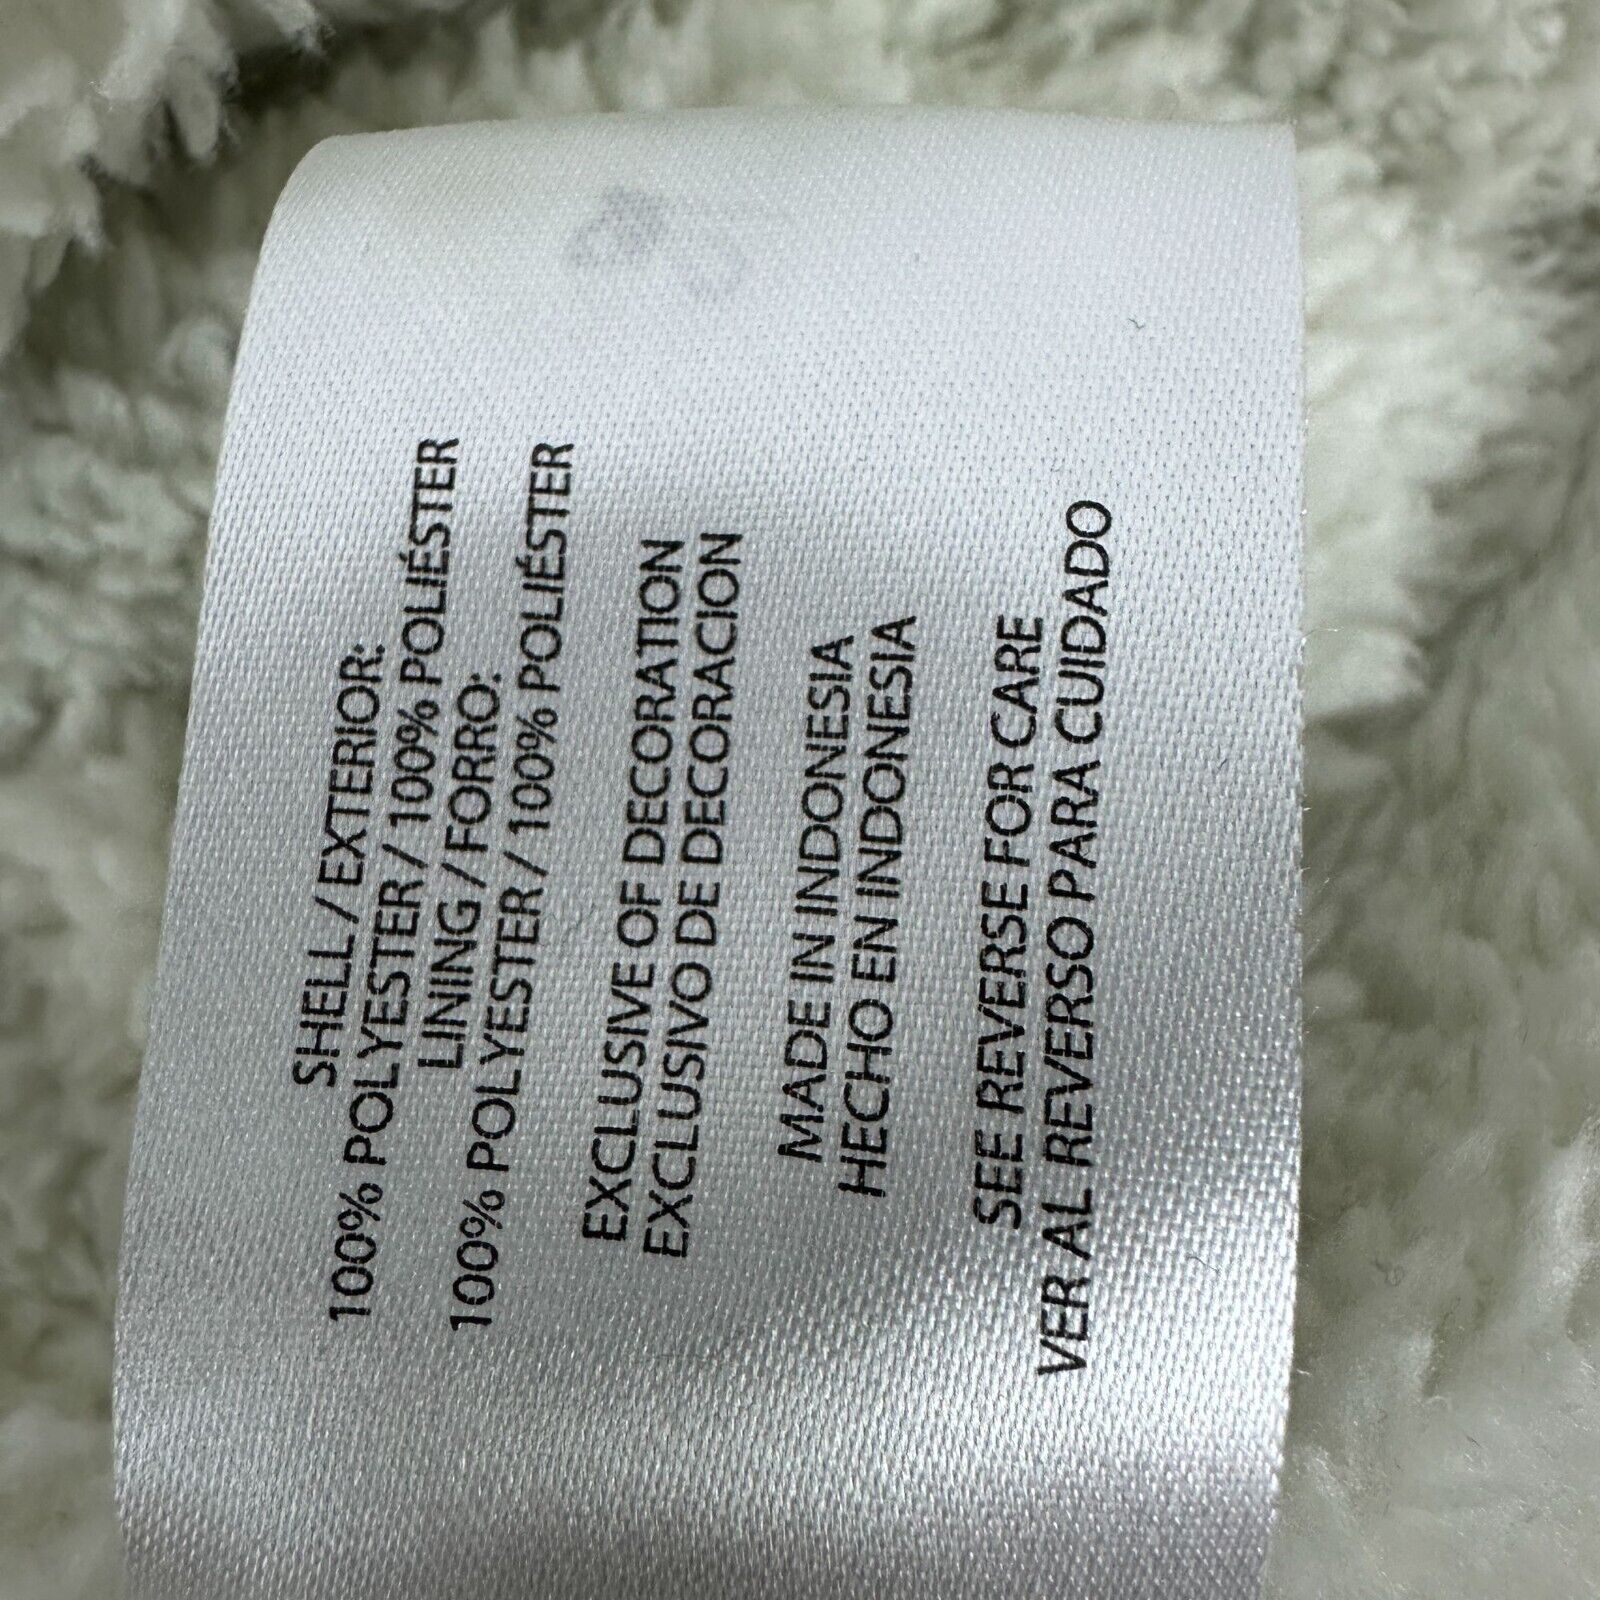 SHELL / EXTERIOR:
100% POLYESTER / 100% POLIÉSTER
LINING / FORRO:
100% POLYESTER / 100% POLIÉSTER
EXCLUSIVE OF DECORATION
EXCLUSIVO DE DECORACION
MADE IN INDONESIA
HECHO EN INDONESIA
SEE REVERSE FOR CARE
VER AL REVERSO PARA CUIDADO